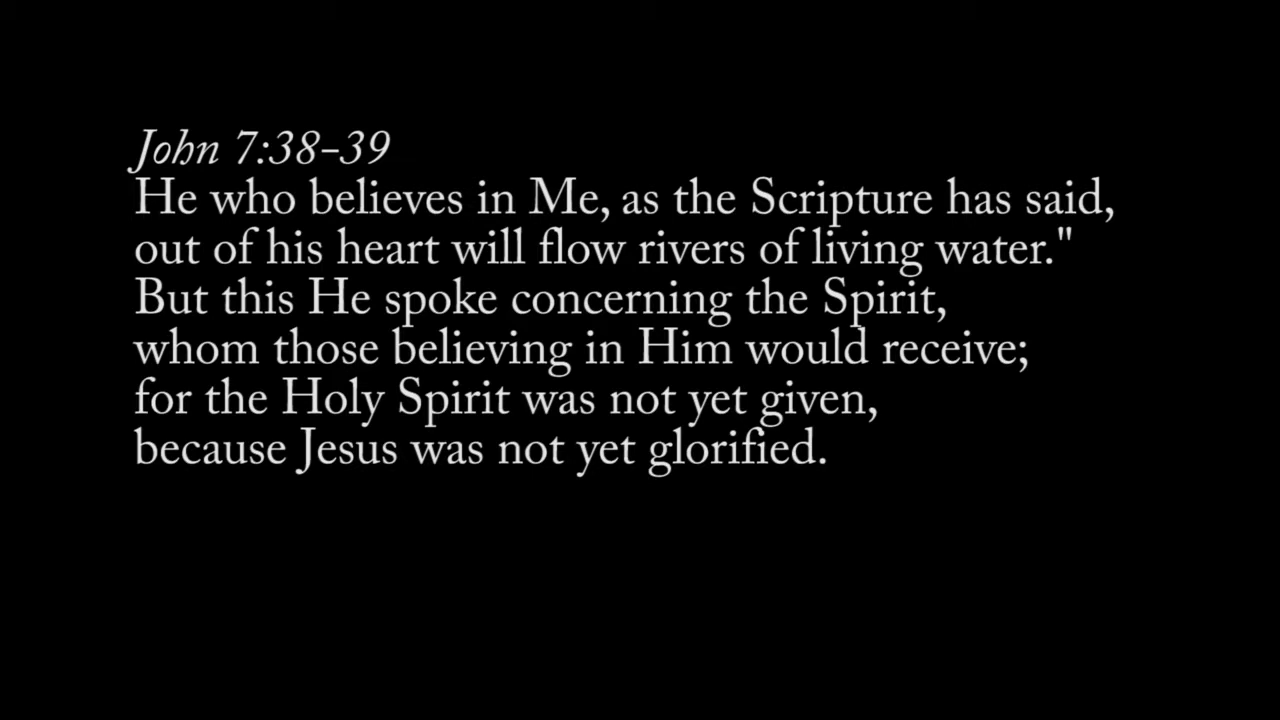 John 7:38–39
He who believes in Me, as the Scripture has said,
out of his heart will flow rivers of living water."
But this He spoke concerning the Spirit,
whom those believing in Him would receive;
for the Holy Spirit was not yet given,
because Jesus was not yet glorified.